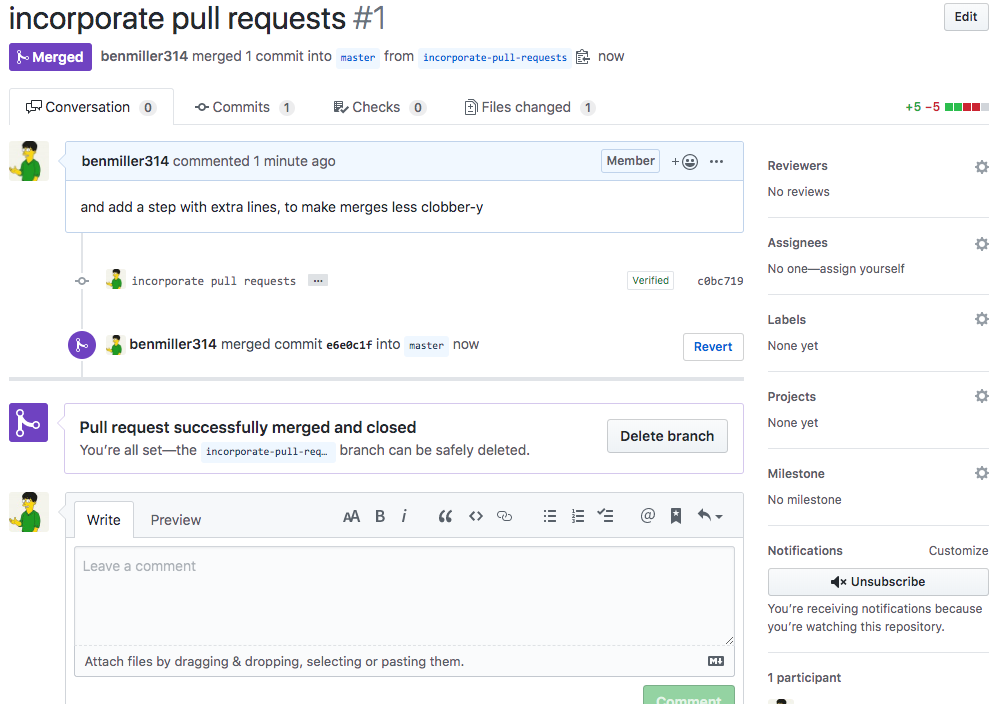 incorporate pull requests #1
Edit
Merged benmiller314 merged 1 commit into master from incorporate-pull-requests now
Conversation 0 Commits 1 Checks 0 Files changed 1 +5 −5
benmiller314 commented 1 minute ago Member
and add a step with extra lines, to make merges less clobber-y
incorporate pull requests … Verified c0bc719
benmiller314 merged commit e6e0c1f into master now Revert
Pull request successfully merged and closed
You're all set—the incorporate-pull-req… branch can be safely deleted.
Delete branch
Write Preview AA B i “ <> @
Leave a comment
Attach files by dragging & dropping, selecting or pasting them.
Comment
Reviewers
No reviews
Assignees
No one—assign yourself
Labels
None yet
Projects
None yet
Milestone
No milestone
Notifications Customize
Unsubscribe
You're receiving notifications because
you're watching this repository.
1 participant